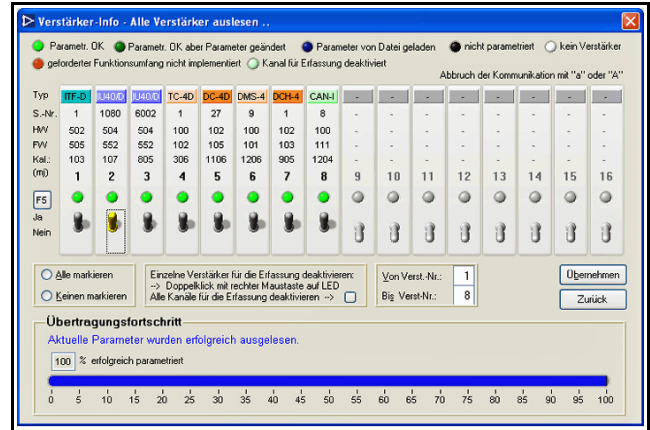 Verstärker-Info - Alle Verstärker auslesen ..
Parametr. OK Parametr. OK aber Parameter geändert Parameter von Datei geladen nicht parametriert kein Verstärker
geforderter Funktionsumfang nicht implementiert Kanal für Erfassung deaktiviert
Abbruch der Kommunikation mit "a" oder "A"
Typ ITF-D IU40/D IU40/D TC-4D DC-4D DMS-4 DCH-4 CAN-I - - - - - - - -
S.-Nr. 1 1080 6002 1 27 9 1 8 - - - - - - - -
HW 502 504 504 100 102 100 102 100 - - - - - - - -
FW 505 552 552 102 105 101 103 111 - - - - - - - -
Kal.: 103 107 805 306 1106 1206 905 1204 - - - - - - - -
(mj) 1 2 3 4 5 6 7 8 9 10 11 12 13 14 15 16
F5
Ja
Nein
Alle markieren
Keinen markieren
Einzelne Verstärker für die Erfassung deaktivieren:
--> Doppelklick mit rechter Maustaste auf LED
Alle Kanäle für die Erfassung deaktivieren -->
Von Verst.-Nr.: 1
Bis Verst-Nr.: 8
Übernehmen
Zurück
Übertragungsfortschritt
Aktuelle Parameter wurden erfolgreich ausgelesen.
100 % erfolgreich parametriert
0 5 10 15 20 25 30 35 40 45 50 55 60 65 70 75 80 85 90 95 100